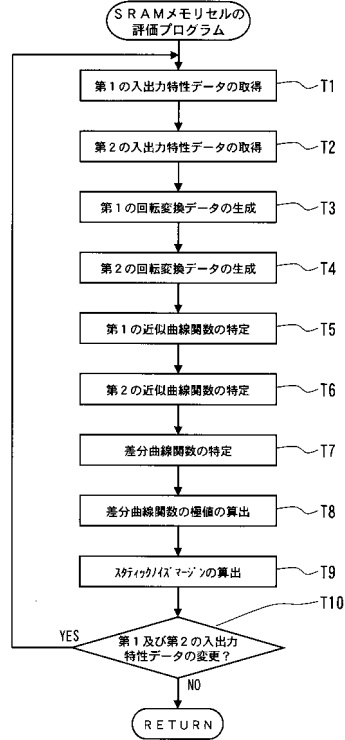 SRAMメモリセルの
評価プログラム
第1の入出力特性データの取得
T1
第2の入出力特性データの取得
T2
第1の回転変換データの生成
T3
第2の回転変換データの生成
T4
第1の近似曲線関数の特定
T5
第2の近似曲線関数の特定
T6
差分曲線関数の特定
T7
差分曲線関数の極値の算出
T8
スタティックノイズマージンの算出
T9
T10
YES
第1及び第2の入出力
特性データの変更?
NO
RETURN